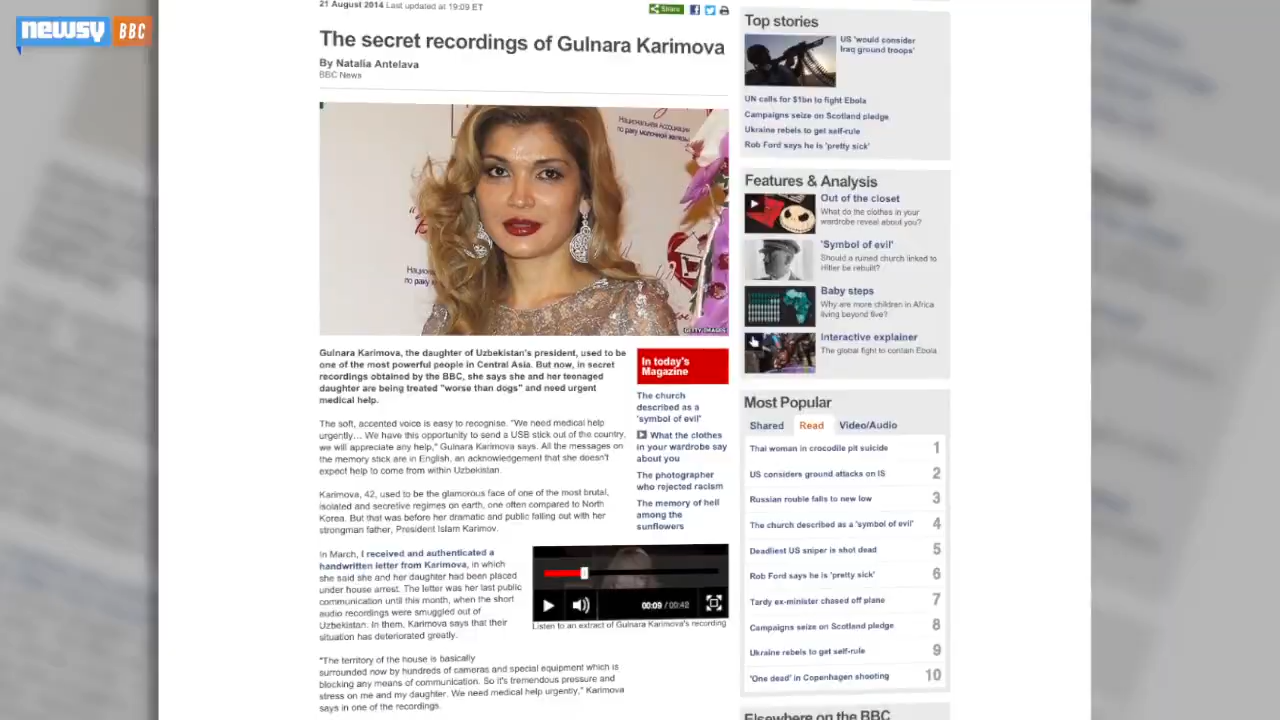 newsy BBC
21 August 2014 Last updated at 19:09 ET
Share
The secret recordings of Gulnara Karimova
By Natalia Antelava
BBC News
Национальная Ассоциация
по раку молочной железы
по раку
GETTY IMAGES
Gulnara Karimova, the daughter of Uzbekistan's president, used to be
one of the most powerful people in Central Asia. But now, in secret
recordings obtained by the BBC, she says she and her teenaged
daughter are being treated "worse than dogs" and need urgent
medical help.
The soft, accented voice is easy to recognise. "We need medical help
urgently... We have this opportunity to send a USB stick out of the country,
we will appreciate any help," Gulnara Karimova says. All the messages on
the memory stick are in English, an acknowledgement that she doesn't
expect help to come from within Uzbekistan.
Karimova, 42, used to be the glamorous face of one of the most brutal,
isolated and secretive regimes on earth, one often compared to North
Korea. But that was before her dramatic and public falling out with her
strongman father, President Islam Karimov.
In March, I received and authenticated a
handwritten letter from Karimova, in which
she said she and her daughter had been placed
under house arrest. The letter was her last public
communication until this month, when the short
audio recordings were smuggled out of
Uzbekistan. In them, Karimova says that their
situation has deteriorated greatly.
"The territory of the house is basically
surrounded now by hundreds of cameras and special equipment which is
blocking any means of communication. So it's tremendous pressure and
stress on me and my daughter. We need medical help urgently," Karimova
says in one of the recordings.
In today's
Magazine
The church
described as a
'symbol of evil'
What the clothes
in your wardrobe say
about you
The photographer
who rejected racism
The memory of hell
among the
sunflowers
00:09 / 00:42
Listen to an extract of Gulnara Karimova's recording
Top stories
US 'would consider
Iraq ground troops'
UN calls for $1bn to fight Ebola
Campaigns seize on Scotland pledge
Ukraine rebels to get self-rule
Rob Ford says he is 'pretty sick'
Features & Analysis
Out of the closet
What do the clothes in your
wardrobe reveal about you?
'Symbol of evil'
Should a ruined church linked to
Hitler be rebuilt?
Baby steps
Why are more children in Africa
living beyond five?
Interactive explainer
The global fight to contain Ebola
Most Popular
Shared Read Video/Audio
Thai woman in crocodile pit suicide 1
US considers ground attacks on IS 2
Russian rouble falls to new low 3
The church described as a 'symbol of evil' 4
Deadliest US sniper is shot dead 5
Rob Ford says he is 'pretty sick' 6
Tardy ex-minister chased off plane 7
Campaigns seize on Scotland pledge 8
Ukraine rebels to get self-rule 9
'One dead' in Copenhagen shooting 10
Elsewhere on the BBC